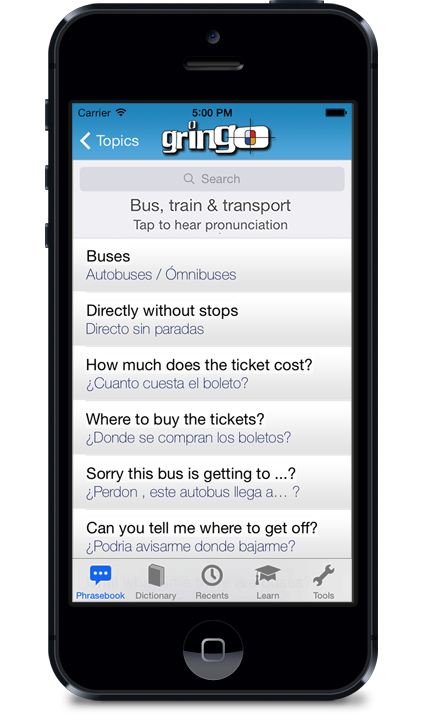 Carrier 5:00 PM
Topics gringo
Search
Bus, train & transport
Tap to hear pronunciation
Buses
Autobuses / Ómnibuses
Directly without stops
Directo sin paradas
How much does the ticket cost?
¿Cuanto cuesta el boleto?
Where to buy the tickets?
¿Donde se compran los boletos?
Sorry this bus is getting to ...?
¿Perdon , este autobus llega a... ?
Can you tell me where to get off?
¿Podria avisarme donde bajarme?
Phrasebook Dictionary Recents Learn Tools